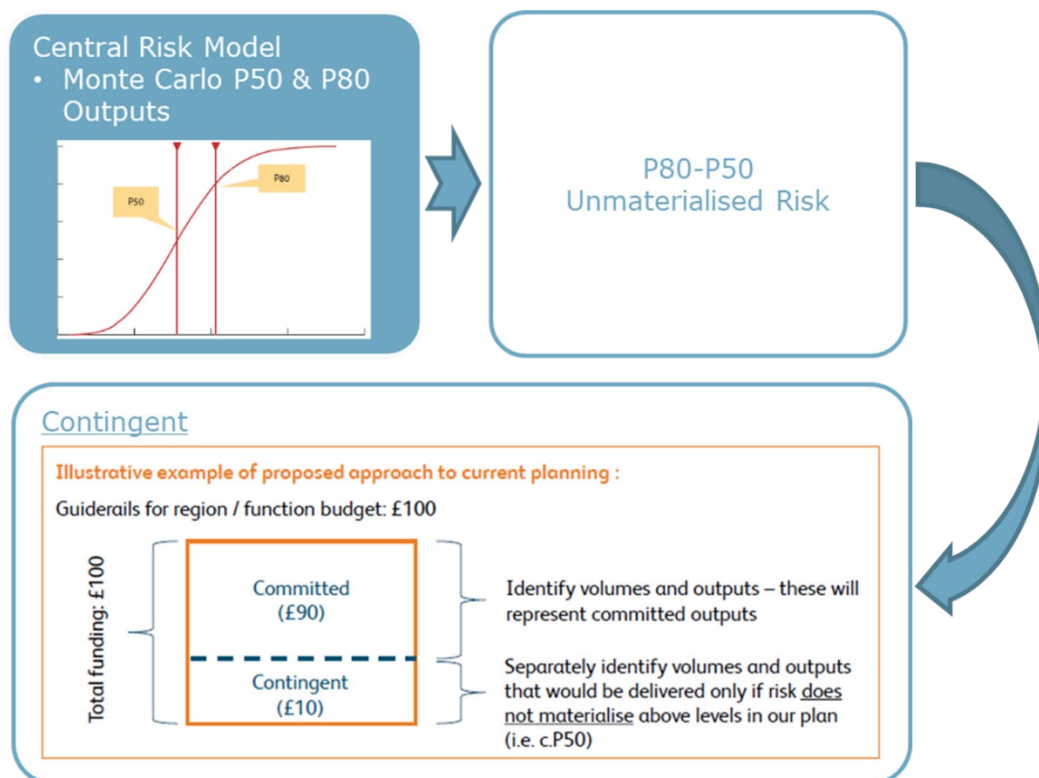 Central Risk Model
• Monte Carlo P50 & P80
Outputs
P50
P80
P80-P50
Unmaterialised Risk
Contingent
Illustrative example of proposed approach to current planning :
Guiderails for region / function budget: £100
Total funding: £100
Committed
(£90)
Identify volumes and outputs – these will
represent committed outputs
Contingent
(£10)
Separately identify volumes and outputs
that would be delivered only if risk does
not materialise above levels in our plan
(i.e. c.P50)